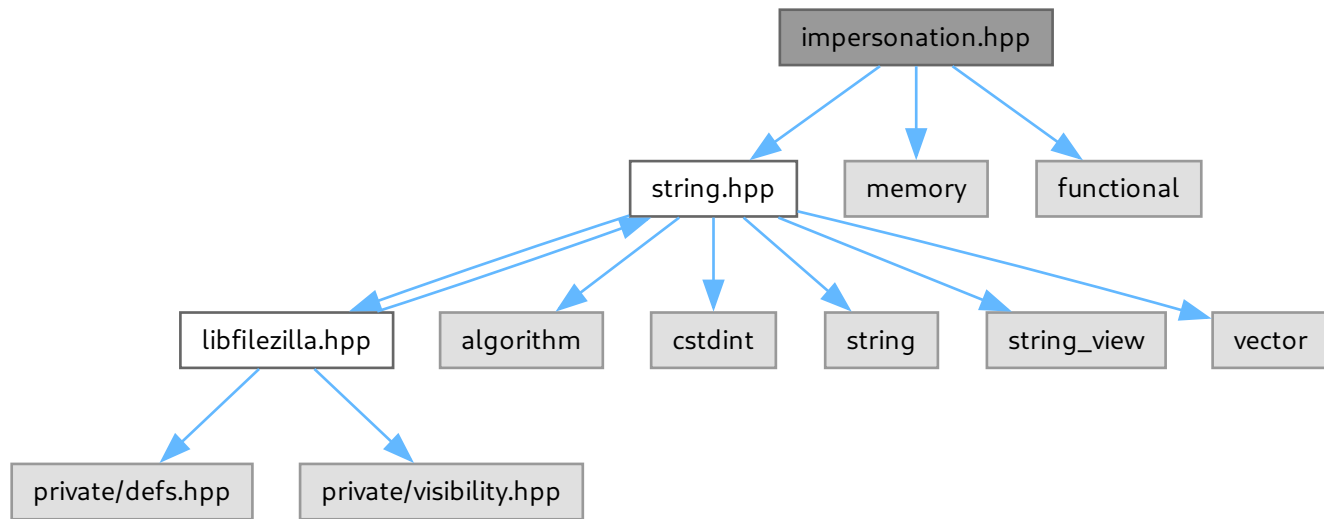 impersonation.hpp
string.hpp
memory
functional
libfilezilla.hpp
algorithm
cstdint
string
string_view
vector
private/defs.hpp
private/visibility.hpp